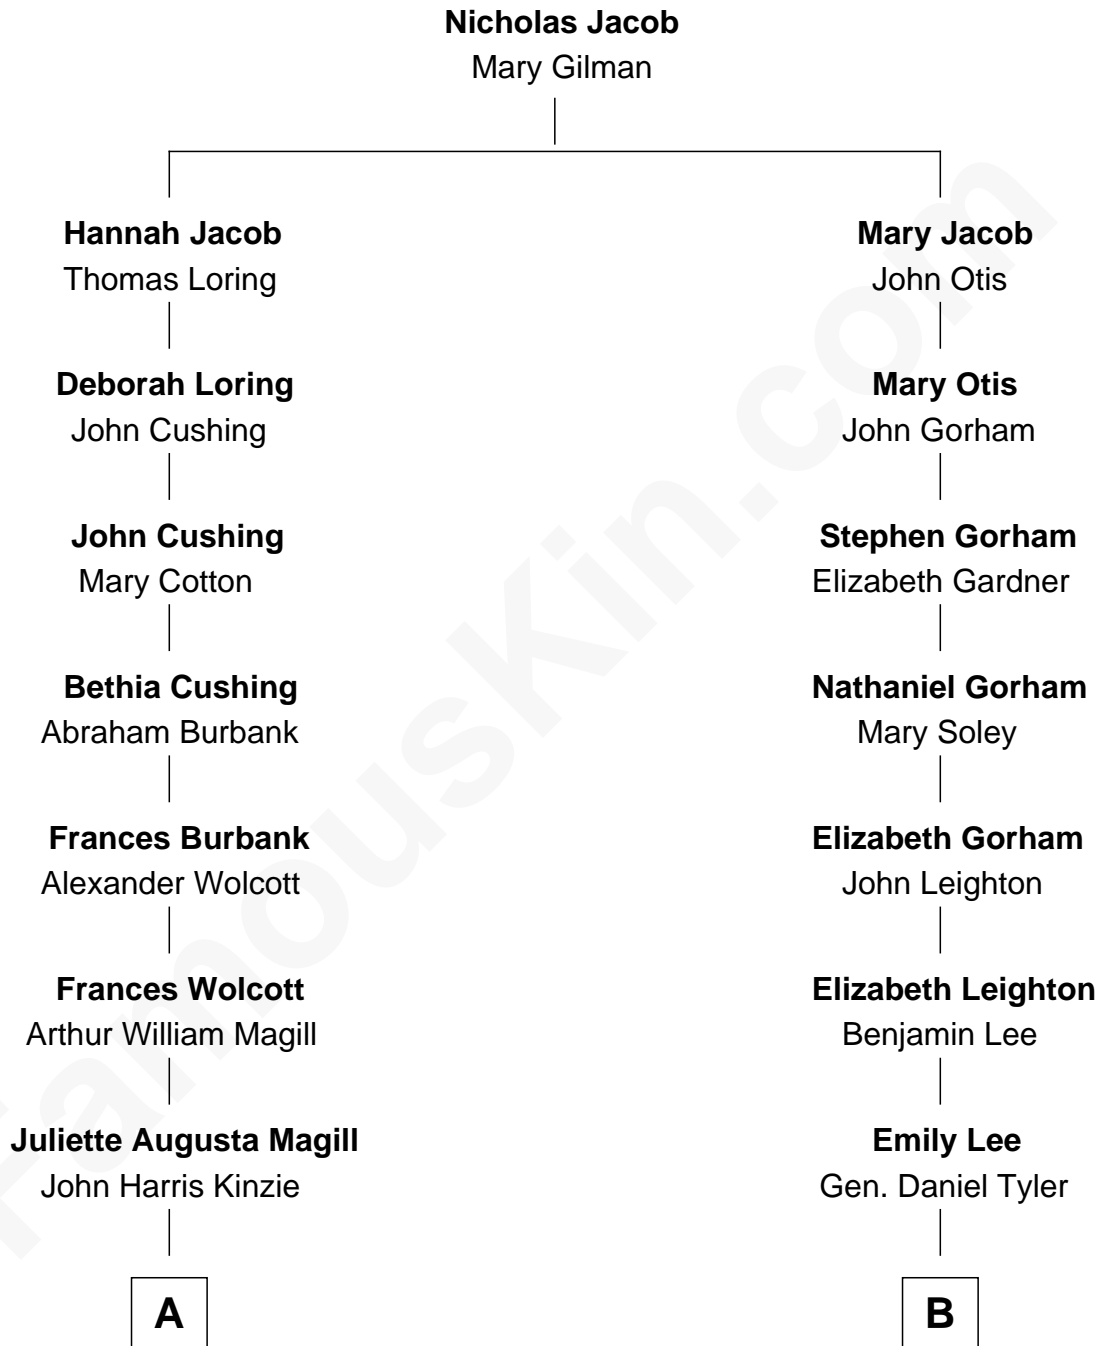 Nicholas Jacob
Mary Gilman
Hannah Jacob
Thomas Loring
Mary Jacob
John Otis
Deborah Loring
John Cushing
Mary Otis
John Gorham
John Cushing
Mary Cotton
Stephen Gorham
Elizabeth Gardner
Bethia Cushing
Abraham Burbank
Nathaniel Gorham
Mary Soley
Frances Burbank
Alexander Wolcott
Elizabeth Gorham
John Leighton
Frances Wolcott
Arthur William Magill
Elizabeth Leighton
Benjamin Lee
Juliette Augusta Magill
John Harris Kinzie
Emily Lee
Gen. Daniel Tyler
A
B
FamousKin.com